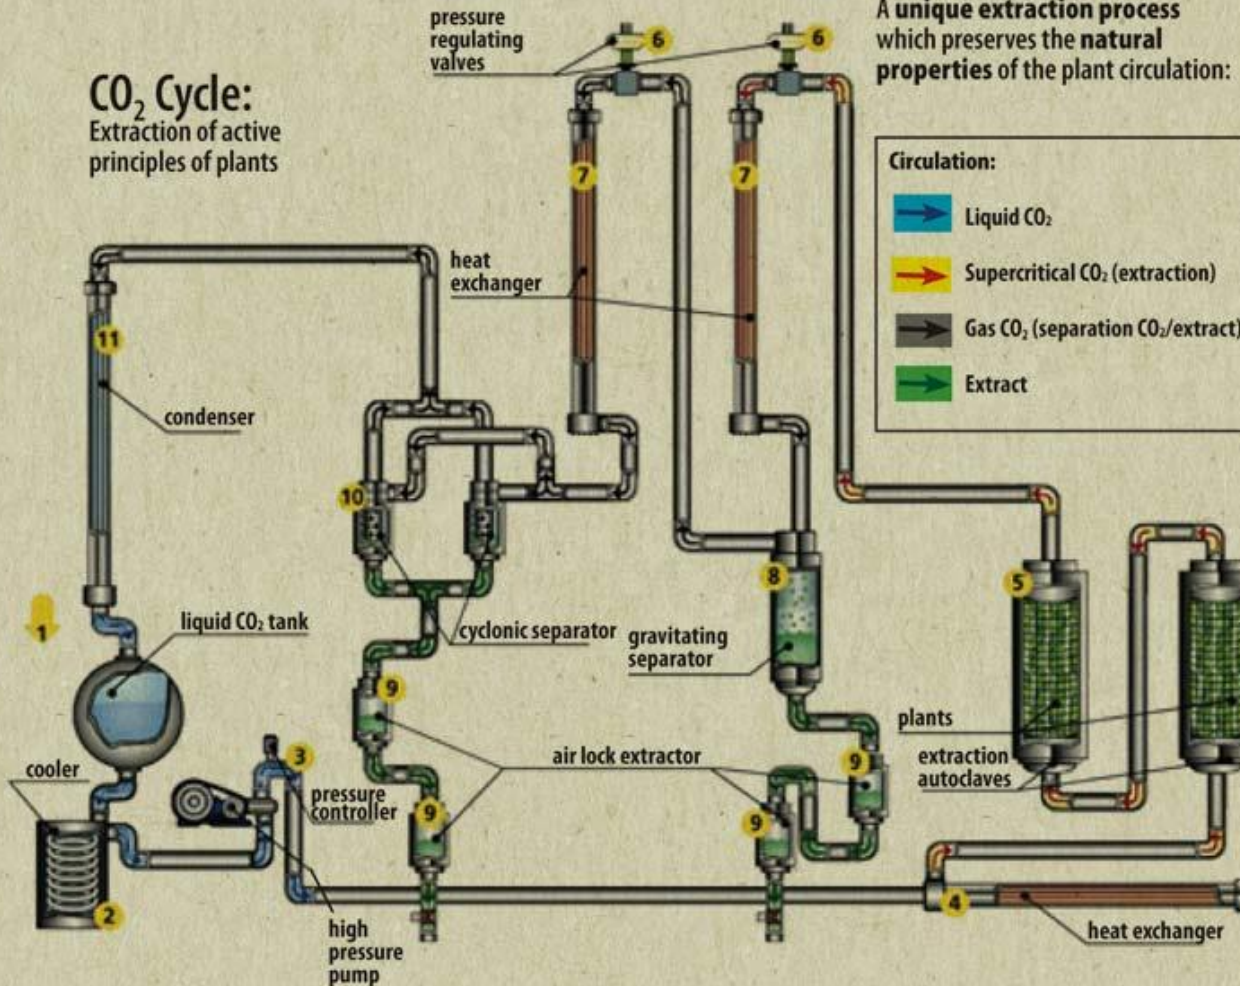 pressure
regulating
valves
6
6
A unique extraction process
which preserves the natural
properties of the plant circulation:
CO₂ Cycle:
Extraction of active
principles of plants
Circulation:
Liquid CO₂
Supercritical CO₂ (extraction)
Gas CO₂ (separation CO₂/extract)
Extract
7
7
heat
exchanger
11
condenser
10
8
5
1
liquid CO₂ tank
cyclonic separator
gravitating
separator
9
plants
extraction
autoclaves
air lock extractor
9
cooler
3
pressure
controller
9
9
2
4
high
pressure
pump
heat exchanger